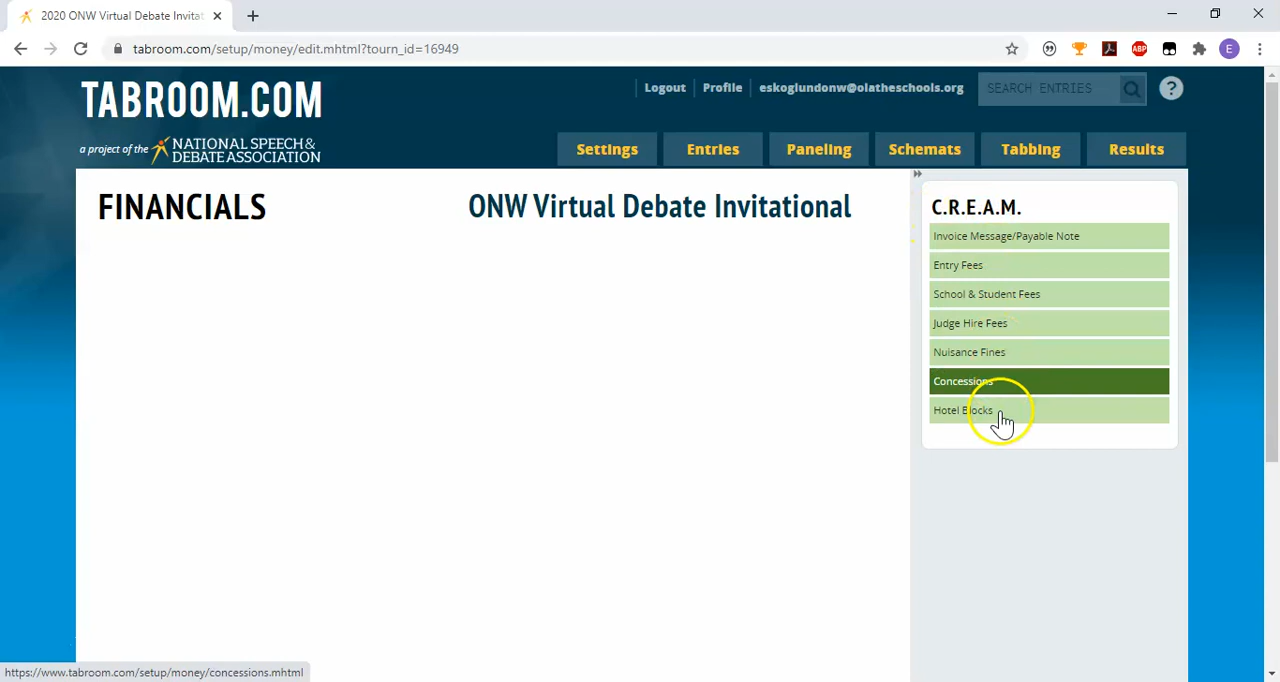 2020 ONW Virtual Debate Invitat
tabroom.com/setup/money/edit.mhtml?tourn_id=16949
ABP
E
TABROOM.COM
a project of the NATIONAL SPEECH & DEBATE ASSOCIATION
Logout Profile eskoglundonw@olatheschools.org SEARCH ENTRIES ?
Settings Entries Paneling Schemats Tabbing Results
FINANCIALS
ONW Virtual Debate Invitational
C.R.E.A.M.
Invoice Message/Payable Note
Entry Fees
School & Student Fees
Judge Hire Fees
Nuisance Fines
Concessions
Hotel Blocks
https://www.tabroom.com/setup/money/concessions.mhtml